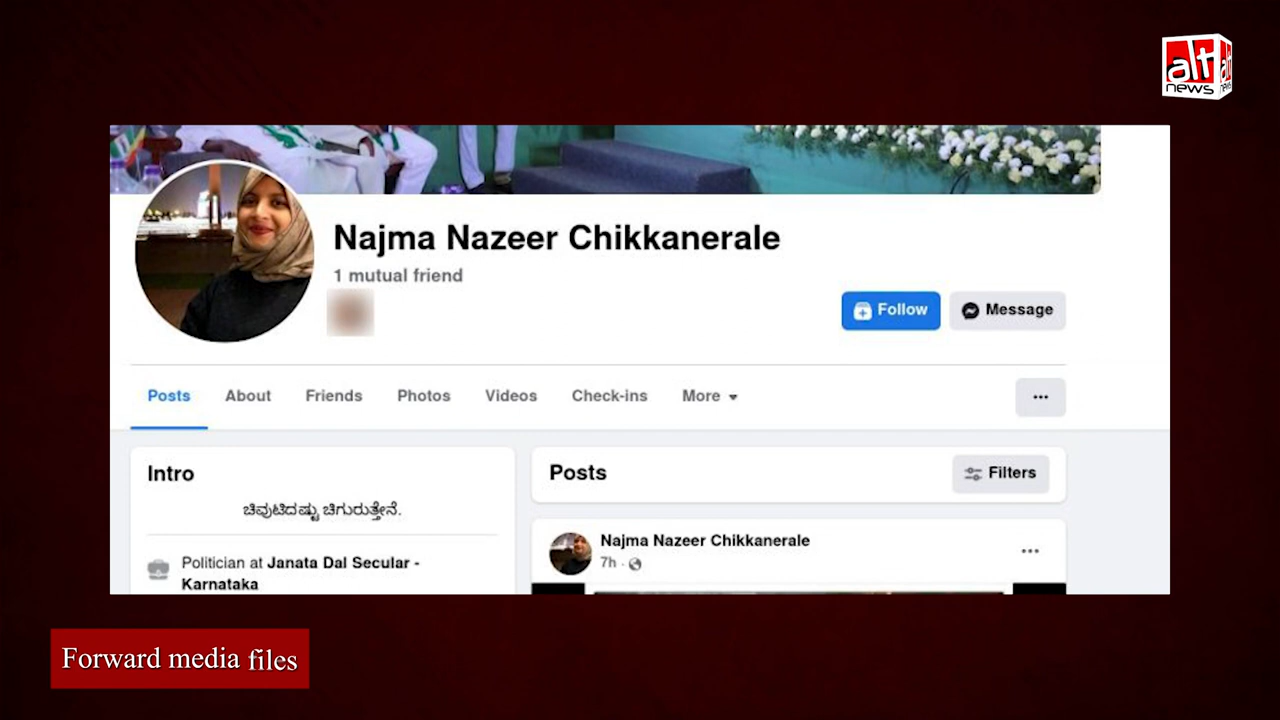 alt
news
Najma Nazeer Chikkanerale
1 mutual friend
Follow
Message
Posts
About
Friends
Photos
Videos
Check-ins
More
Intro
Posts
Filters
ಚಿವುಟಿದಷ್ಟು ಚಿಗುರುತ್ತೇನೆ.
Najma Nazeer Chikkanerale
7h ·
Politician at Janata Dal Secular -
Karnataka
Forward media files